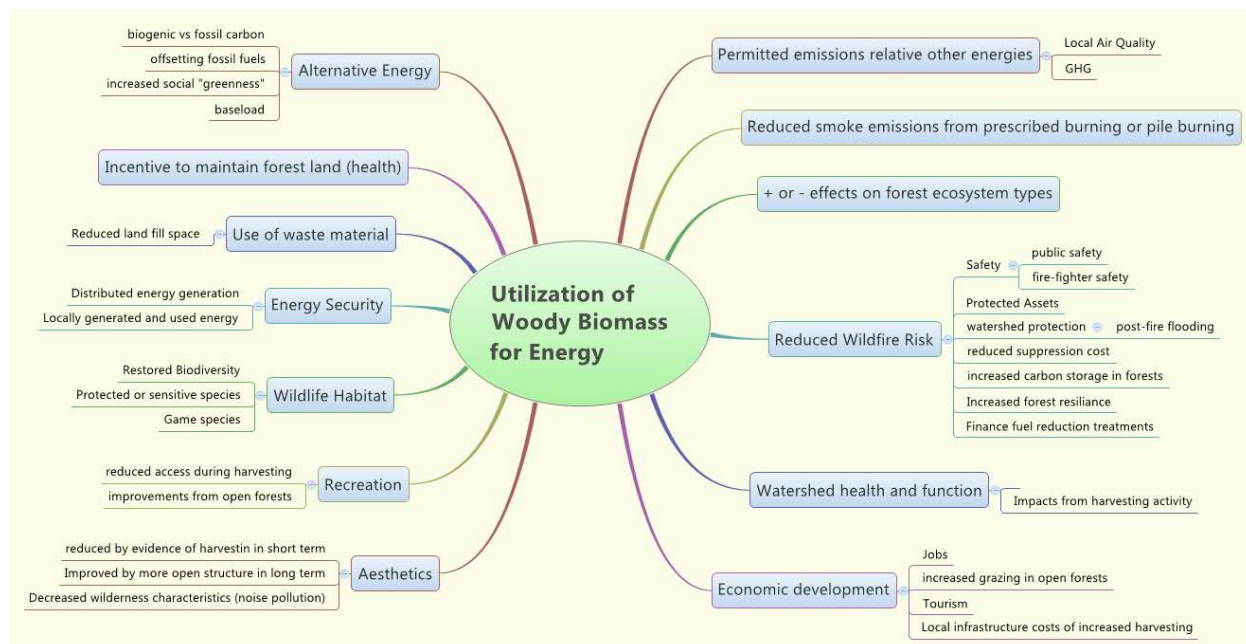 Utilization of
Woody Biomass
for Energy
Alternative Energy
biogenic vs fossil carbon
offsetting fossil fuels
increased social "greenness"
baseload
Incentive to maintain forest land (health)
Use of waste material
Reduced land fill space
Energy Security
Distributed energy generation
Locally generated and used energy
Wildlife Habitat
Restored Biodiversity
Protected or sensitive species
Game species
Recreation
reduced access during harvesting
improvements from open forests
Aesthetics
reduced by evidence of harvestin in short term
Improved by more open structure in long term
Decreased wilderness characteristics (noise pollution)
Permitted emissions relative other energies
Local Air Quality
GHG
Reduced smoke emissions from prescribed burning or pile burning
+ or - effects on forest ecosystem types
Reduced Wildfire Risk
Safety
public safety
fire-fighter safety
Protected Assets
watershed protection
post-fire flooding
reduced suppression cost
increased carbon storage in forests
Increased forest resiliance
Finance fuel reduction treatments
Watershed health and function
Impacts from harvesting activity
Economic development
Jobs
increased grazing in open forests
Tourism
Local infrastructure costs of increased harvesting